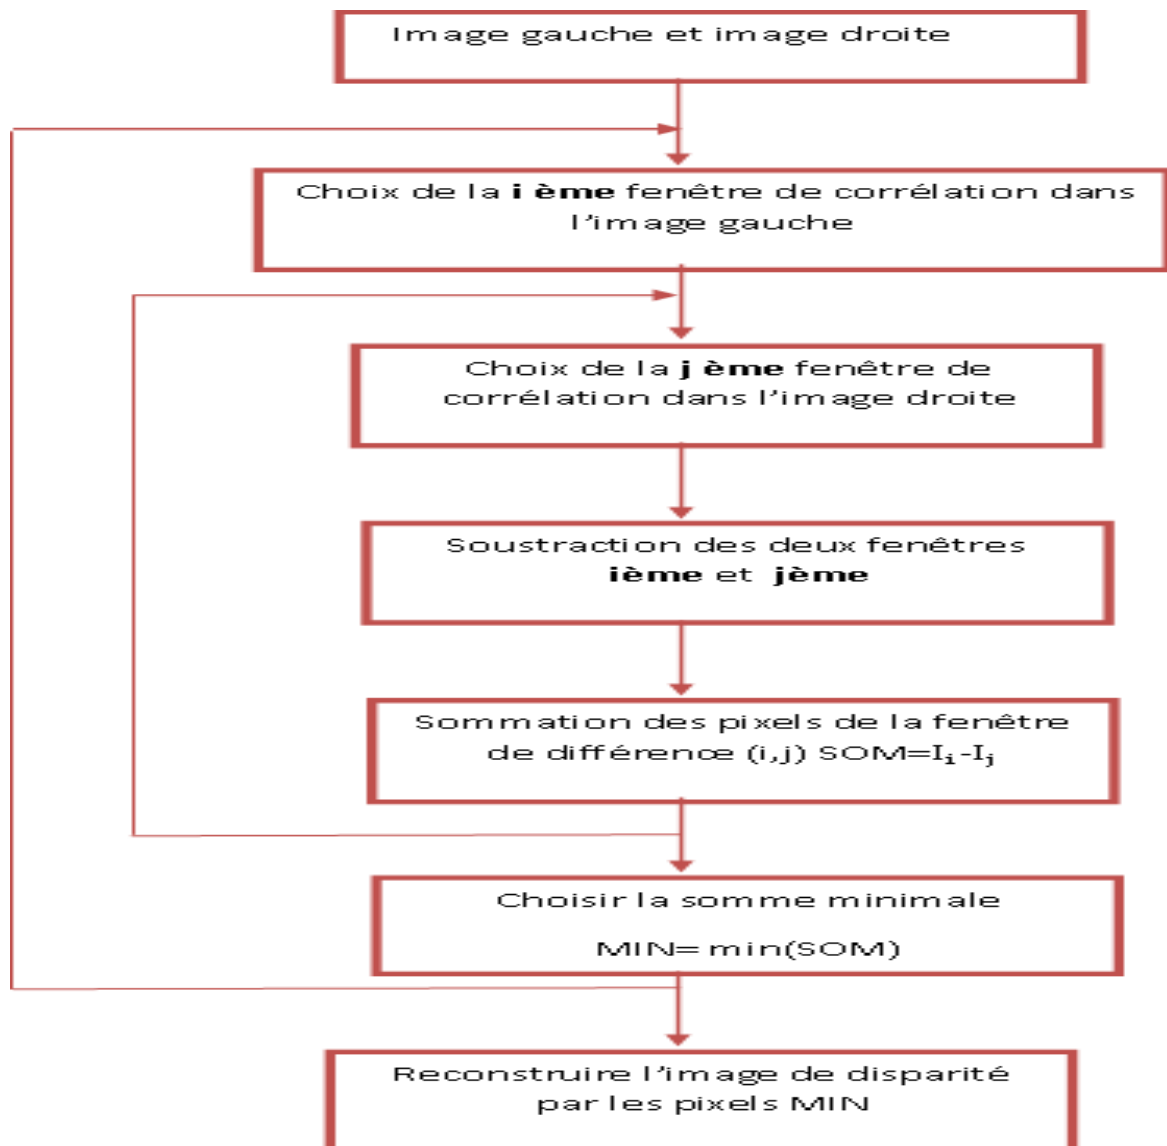 Image gauche et image droite
Choix de la i ème fenêtre de corrélation dans
l'image gauche
Choix de la j ème fenêtre de
corrélation dans l'image droite
Soustraction des deux fenêtres
ième et jème
Sommation des pixels de la fenêtre
de différence (i,j) SOM=Iᵢ-Iⱼ
Choisir la somme minimale
MIN= min(SOM)
Reconstruire l'image de disparité
par les pixels MIN